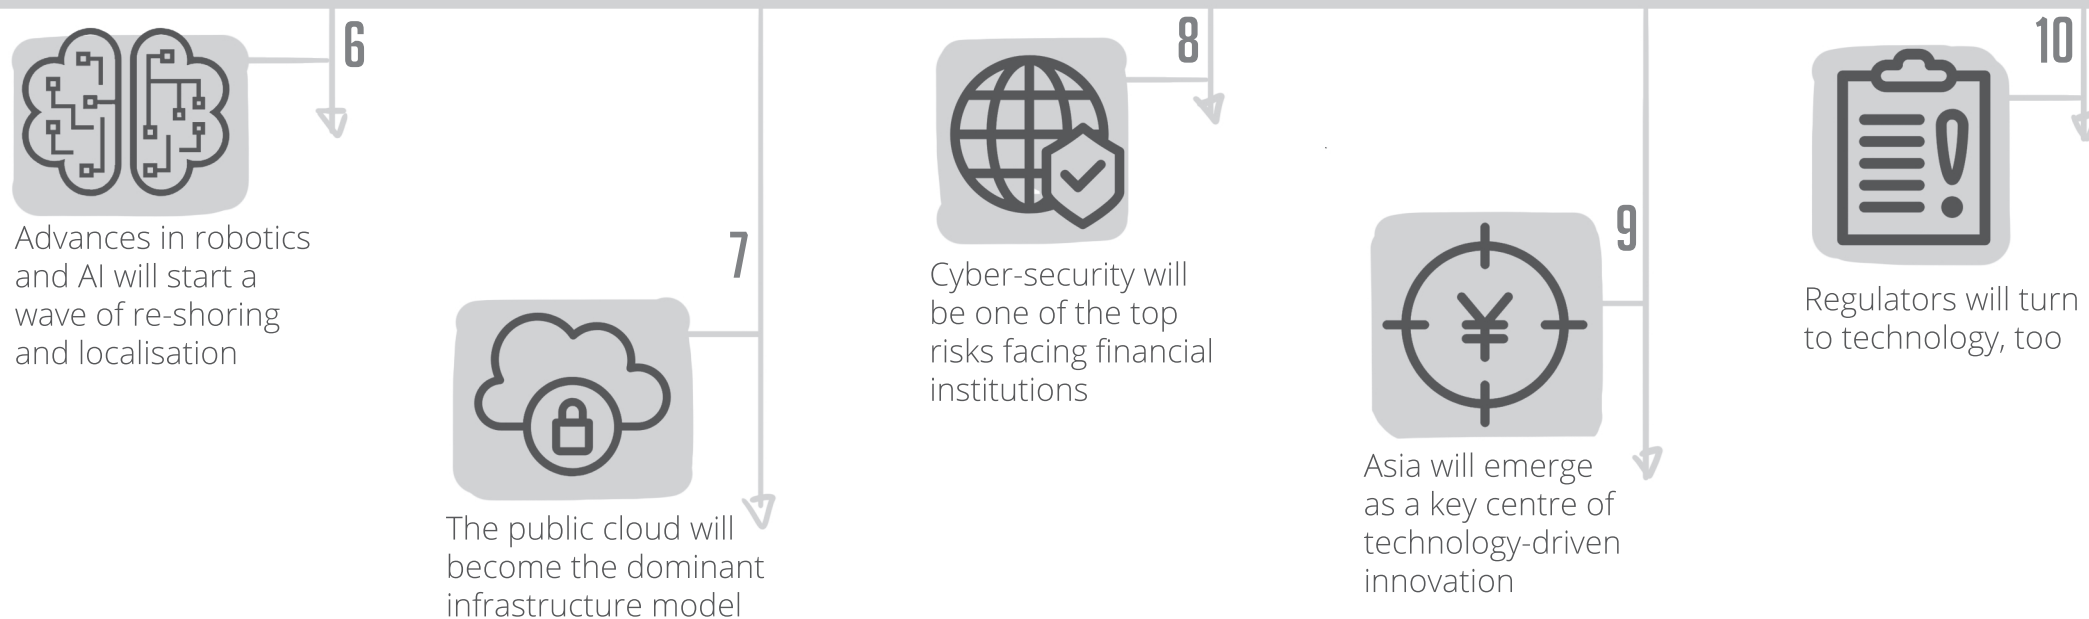 6
Advances in robotics
and AI will start a
wave of re-shoring
and localisation
7
The public cloud will
become the dominant
infrastructure model
8
Cyber-security will
be one of the top
risks facing financial
institutions
9
¥
Asia will emerge
as a key centre of
technology-driven
innovation
10
Regulators will turn
to technology, too